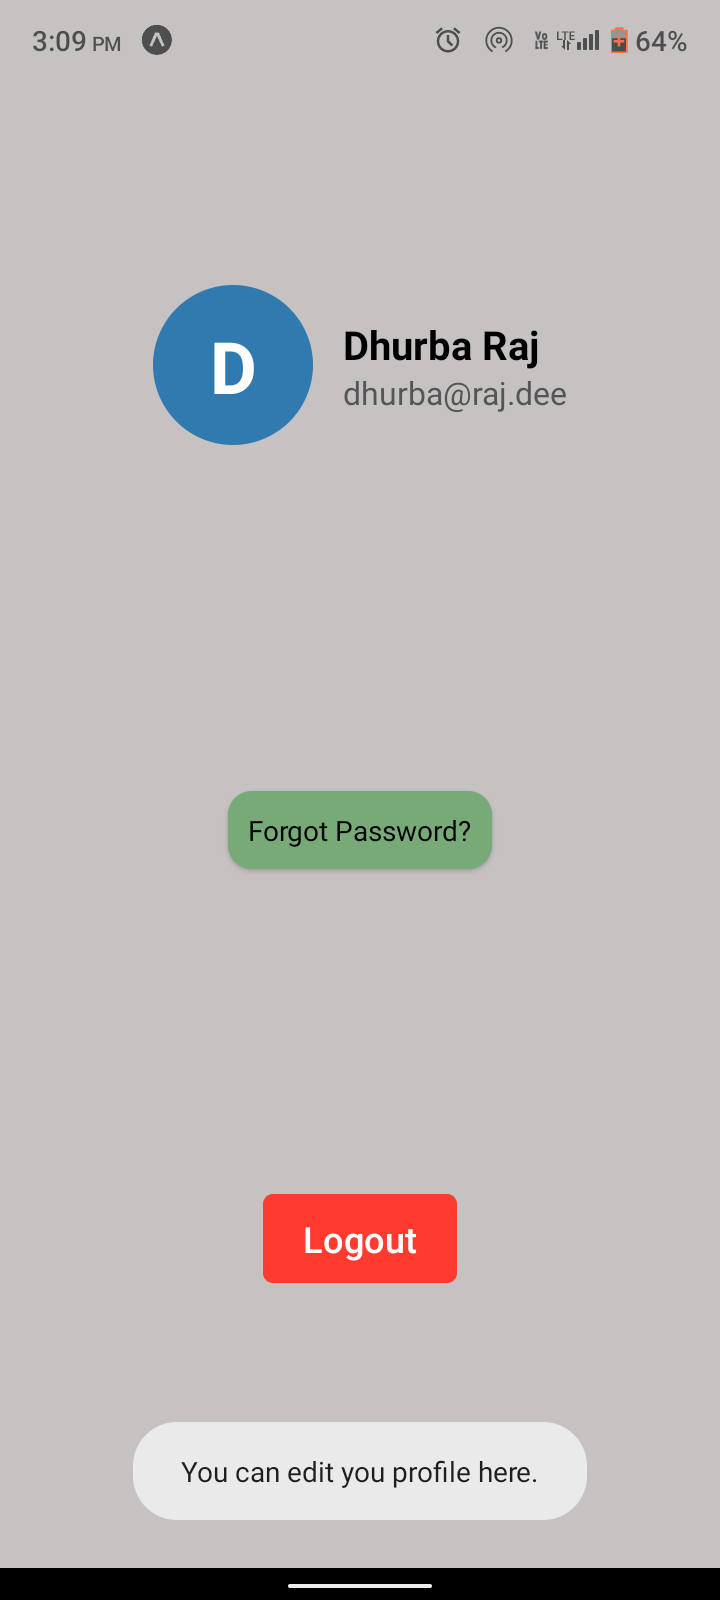 3:09 PM
Vo LTE LTE 64%
D
Dhurba Raj
dhurba@raj.dee
Forgot Password?
Logout
You can edit you profile here.